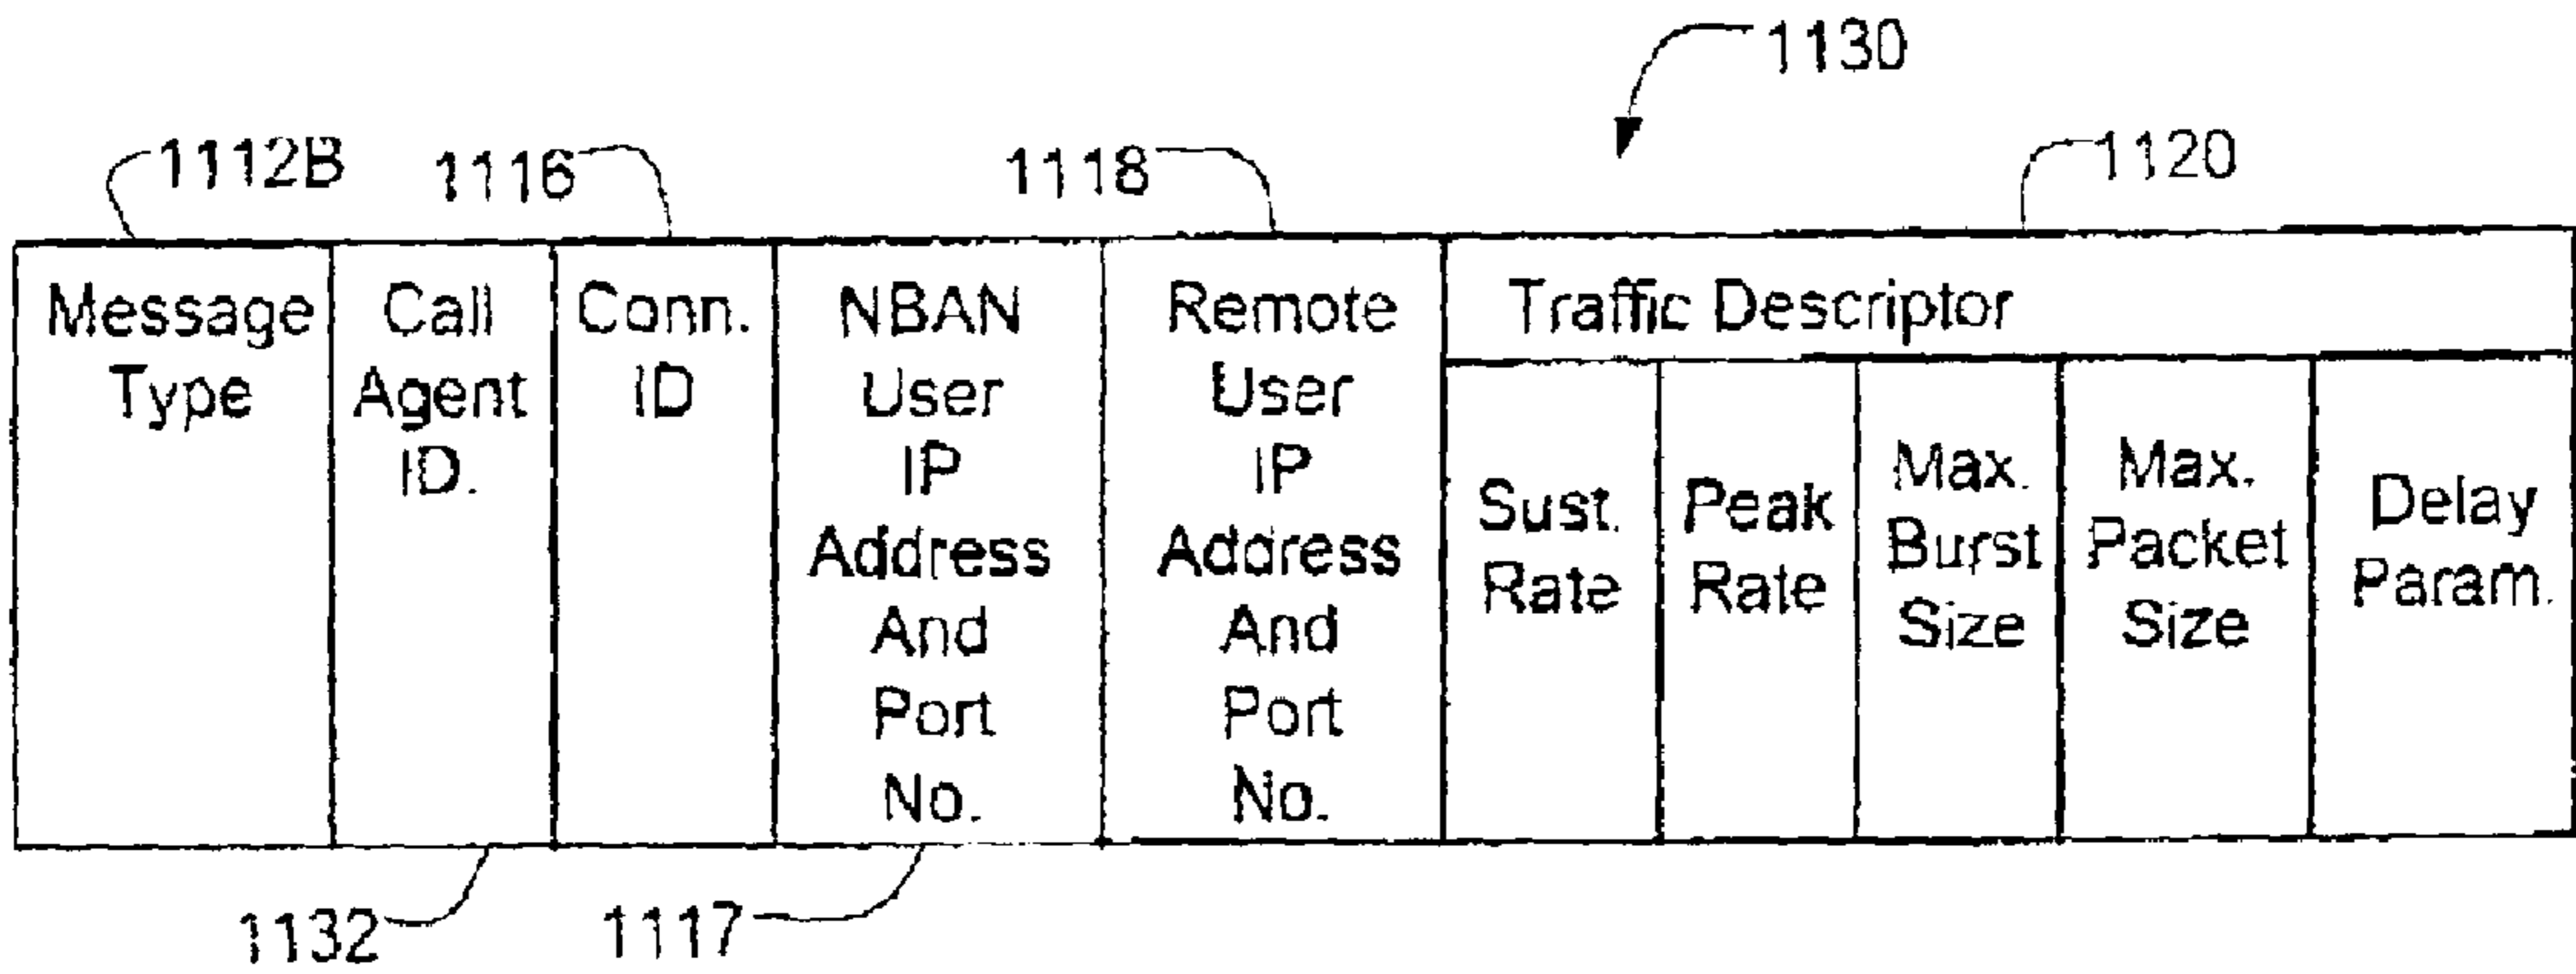 1130
1112B
1116
1118
1120
Message
Type
Call
Agent
ID.
Conn.
ID
NBAN
User
IP
Address
And
Port
No.
Remote
User
IP
Address
And
Port
No.
Traffic Descriptor
Sust.
Rate
Peak
Rate
Max.
Burst
Size
Max.
Packet
Size
Delay
Param.
1132
1117